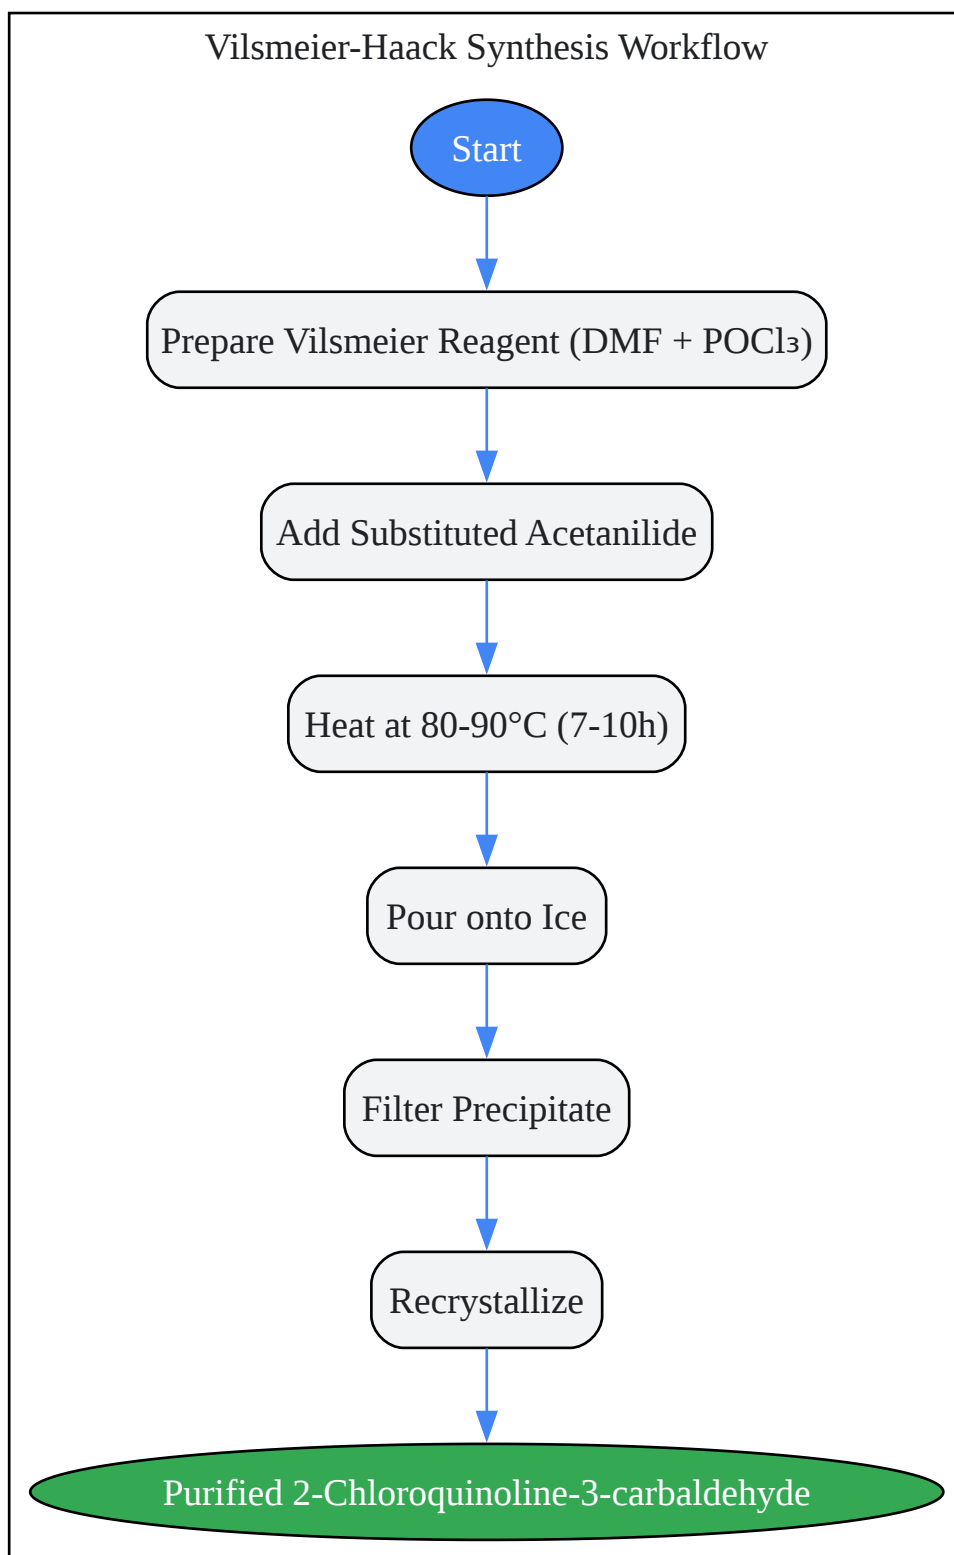 Vilsmeier-Haack Synthesis Workflow
Start
Prepare Vilsmeier Reagent (DMF + POCl₃)
Add Substituted Acetanilide
Heat at 80-90°C (7-10h)
Pour onto Ice
Filter Precipitate
Recrystallize
Purified 2-Chloroquinoline-3-carbaldehyde